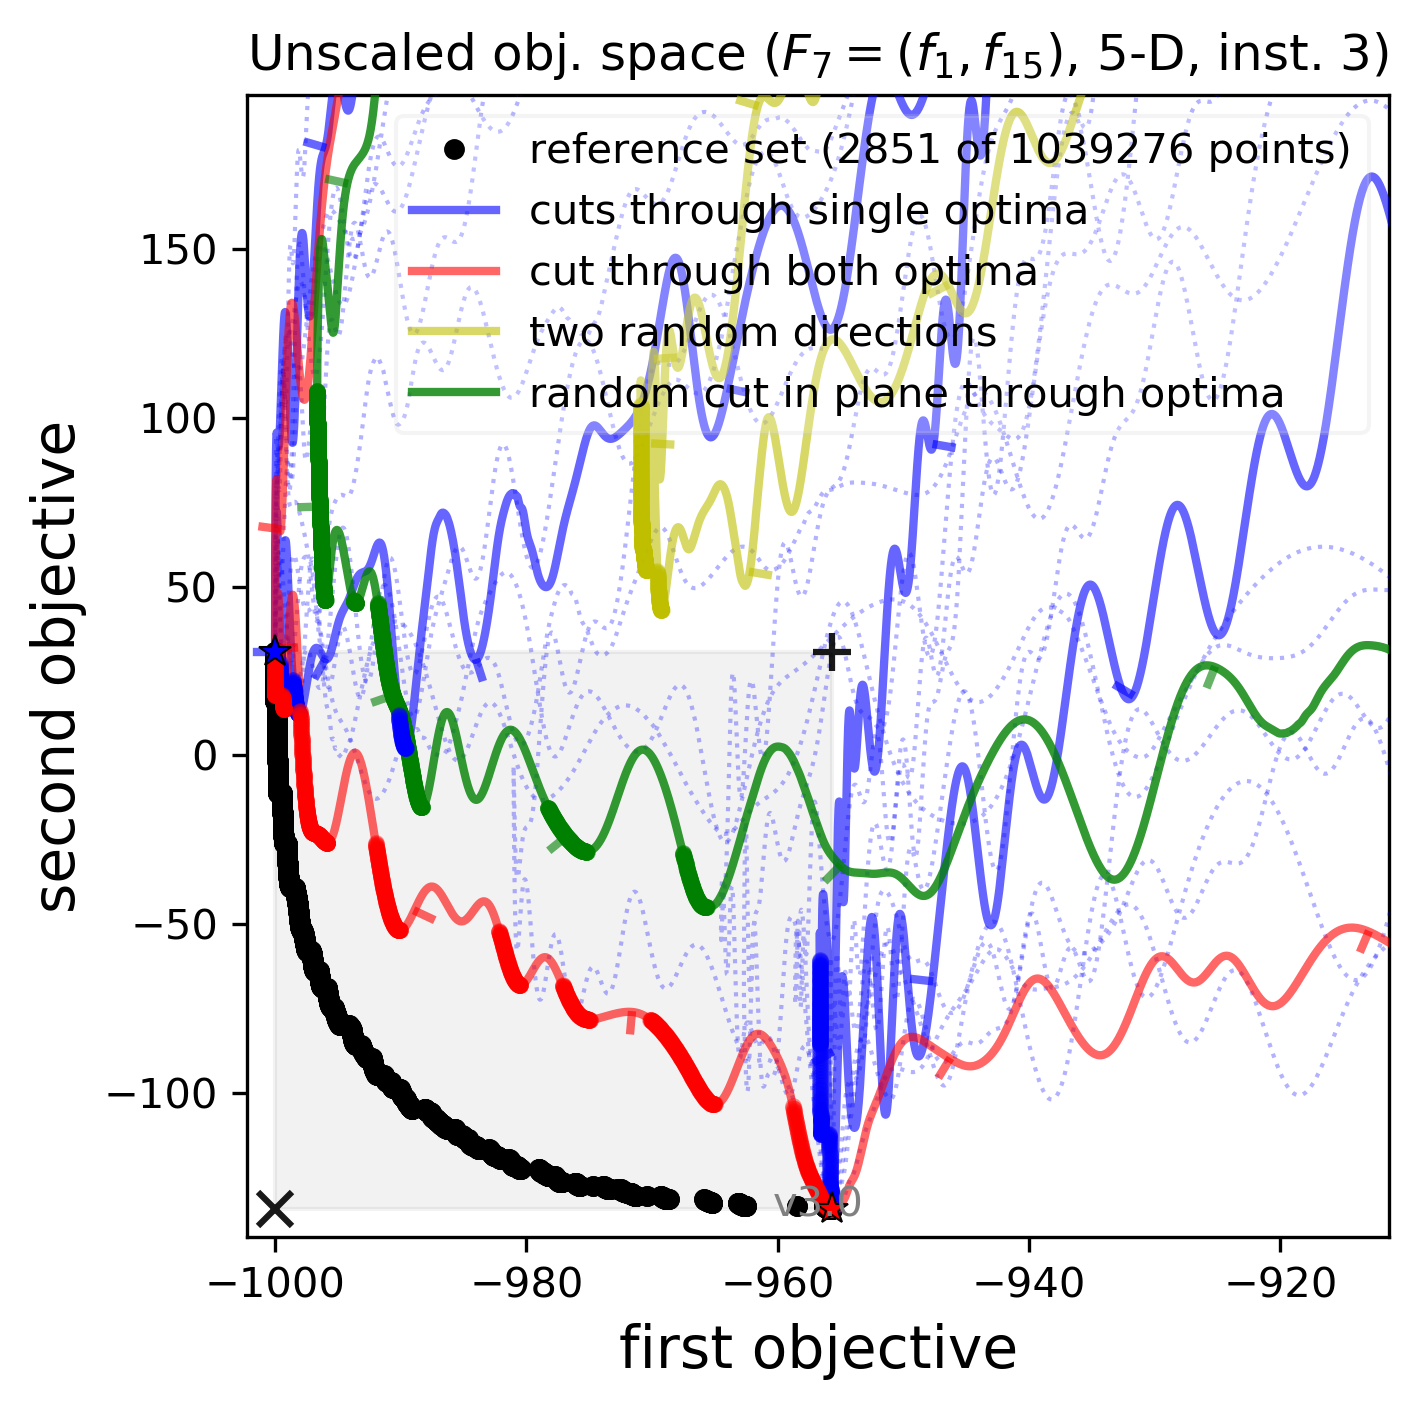 Unscaled obj. space (F₇ = (f₁, f₁₅), 5-D, inst. 3)
reference set (2851 of 1039276 points)
cuts through single optima
cut through both optima
two random directions
random cut in plane through optima
150
100
50
0
−50
−100
second objective
v3.0
−1000
−980
−960
−940
−920
first objective